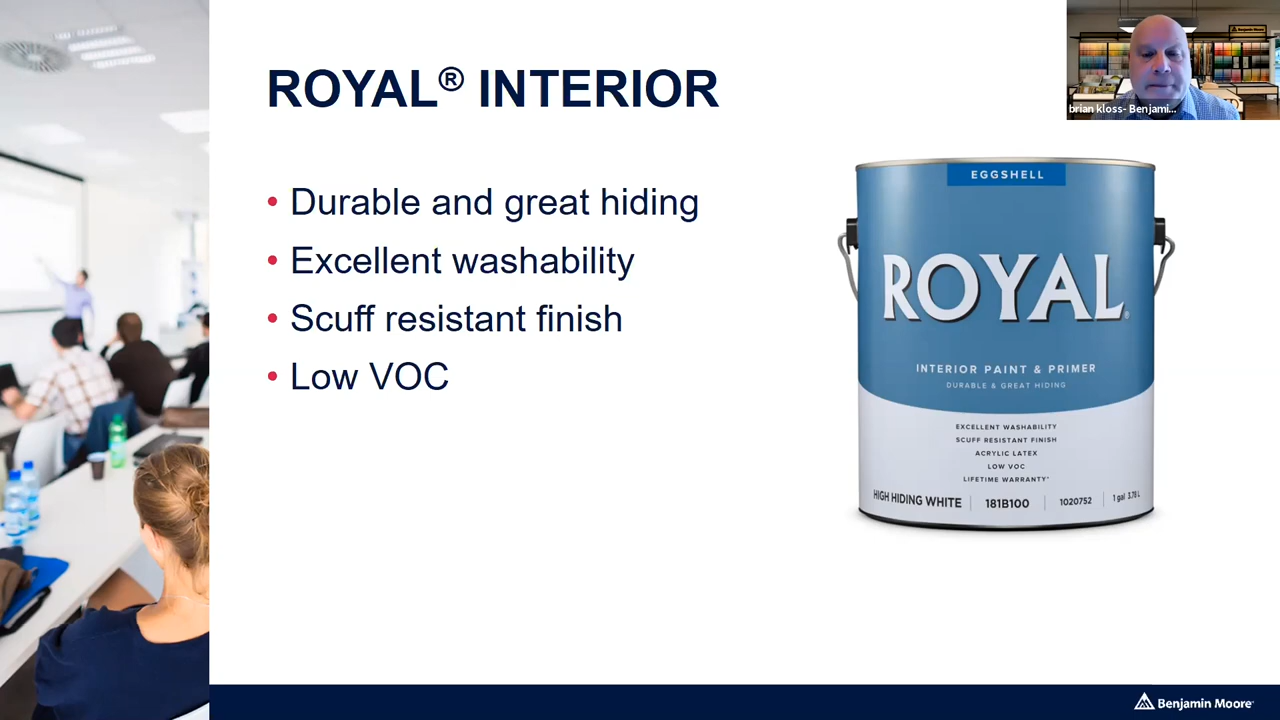 ROYAL® INTERIOR
• Durable and great hiding
• Excellent washability
• Scuff resistant finish
• Low VOC
Benjamin Moore
brian kloss- Benjami...
EGGSHELL
ROYAL®
INTERIOR PAINT & PRIMER
DURABLE & GREAT HIDING
EXCELLENT WASHABILITY
SCUFF RESISTANT FINISH
ACRYLIC LATEX
LOW VOC
LIFETIME WARRANTY*
HIGH HIDING WHITE | 181B100 | 1020752 | 1 gal 3.78 L
Benjamin Moore